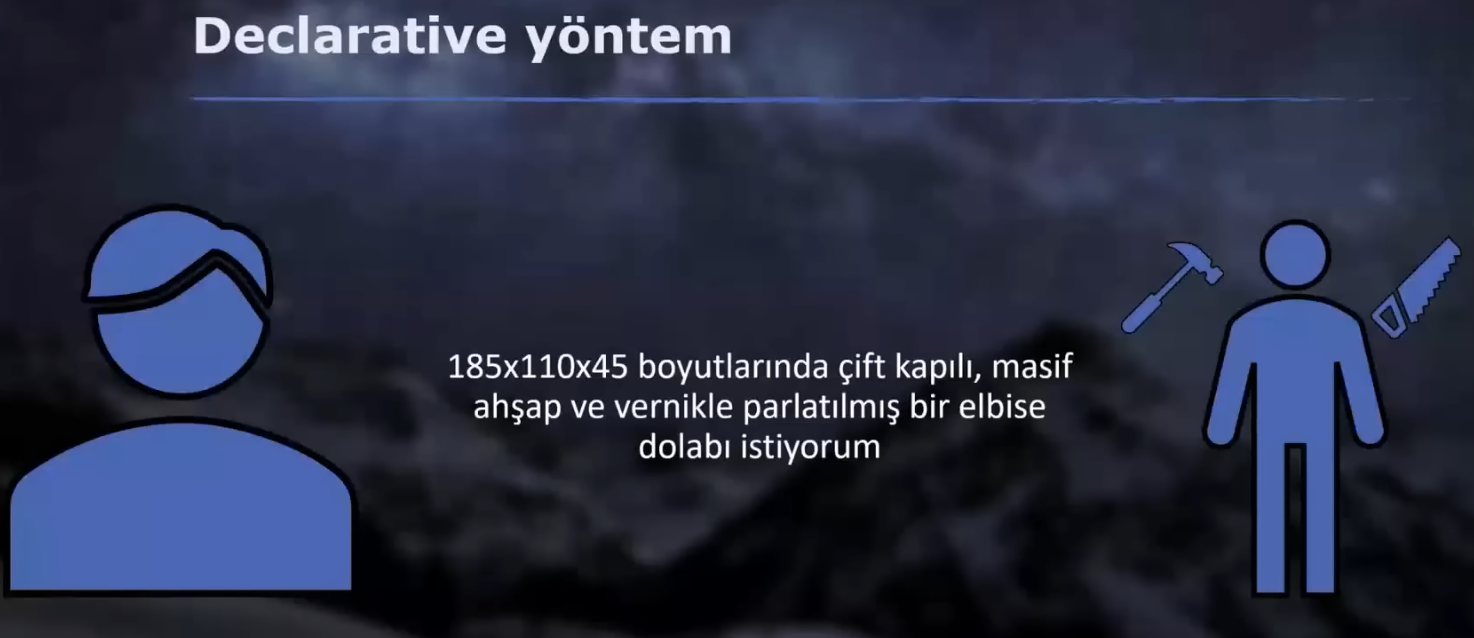 Declarative yöntem
185x110x45 boyutlarında çift kapılı, masif
ahşap ve vernikle parlatılmış bir elbise
dolabı istiyorum